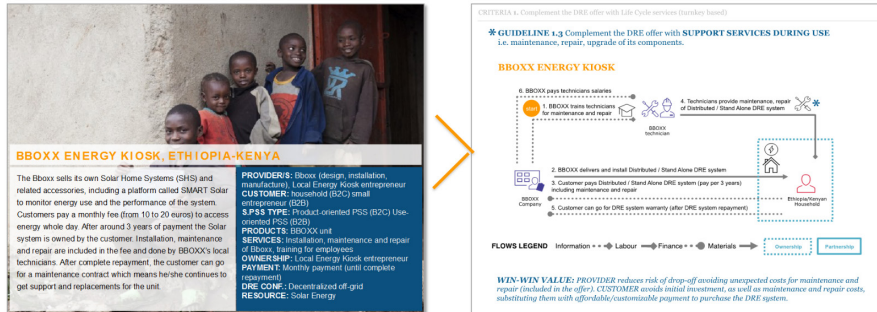 BBOXX ENERGY KIOSK, ETHIOPIA-KENYA
The Bboxx sells its own Solar Home Systems (SHS) and
related accessories, including a platform called SMART Solar
to monitor energy use and the performance of the system.
Customers pay a monthly fee (from 10 to 20 euros) to access
energy whole day. After around 3 years of payment the Solar
system is owned by the customer. Installation, maintenance
and repair are included in the fee and done by BBOXX's local
technicians. After complete repayment, the customer can go
for a maintenance contract which means he/she continues to
get support and replacements for the unit.
PROVIDER/S: Bboxx (design, installation,
manufacture), Local Energy Kiosk entrepreneur
CUSTOMER: household (B2C) small
entrepreneur (B2B)
S.PSS TYPE: Product-oriented PSS (B2C) Use-
oriented PSS (B2B)
PRODUCTS: BBOXX unit
SERVICES: Installation, maintenance and repair
of Bboxx, training for employees
OWNERSHIP: Local Energy Kiosk entrepreneur
PAYMENT: Monthly payment (until complete
repayment)
DRE CONF.: Decentralized off-grid
RESOURCE: Solar Energy
CRITERIA 1. Complement the DRE offer with Life Cycle services (turnkey based)
* GUIDELINE 1.3 Complement the DRE offer with SUPPORT SERVICES DURING USE
i.e. maintenance, repair, upgrade of its components.
BBOXX ENERGY KIOSK
6. BBOXX pays technicians salaries
start
1. BBOXX trains technicians
for maintenance and repair
BBOXX
technician
4. Technicians provide maintenance, repair
of Distributed / Stand Alone DRE system
*
2. BBOXX delivers and install Distributed / Stand Alone DRE system
3. Customer pays Distributed / Stand Alone DRE system (pay per 3 years)
including maintenance and repair
5. Customer can go for DRE system warranty (after DRE system repayment)
BBOXX
Company
Ethiopia/Kenyan
Household
FLOWS LEGEND Information Labour Finance Materials Ownership Partnership
WIN-WIN VALUE: PROVIDER reduces risk of drop-off avoiding unexpected costs for maintenance and
repair (included in the offer). CUSTOMER avoids initial investment, as well as maintenance and repair costs,
substituting them with affordable/customizable payment to purchase the DRE system.